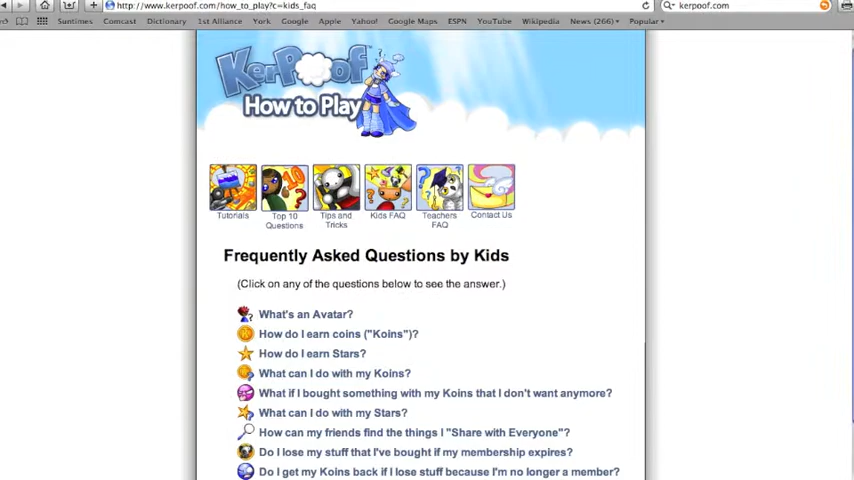 http://www.kerpoof.com/how_to_play?c=kids_faq
kerpoof.com
Suntimes Comcast Dictionary 1st Alliance York Google Apple Yahoo! Google Maps ESPN YouTube Wikipedia News (266) Popular
KerPoof™
How to Play
Tutorials
Top 10 Questions
Tips and Tricks
Kids FAQ
Teachers FAQ
Contact Us
Frequently Asked Questions by Kids
(Click on any of the questions below to see the answer.)
What's an Avatar?
How do I earn coins ("Koins")?
How do I earn Stars?
What can I do with my Koins?
What if I bought something with my Koins that I don't want anymore?
What can I do with my Stars?
How can my friends find the things I "Share with Everyone"?
Do I lose my stuff that I've bought if my membership expires?
Do I get my Koins back if I lose stuff because I'm no longer a member?